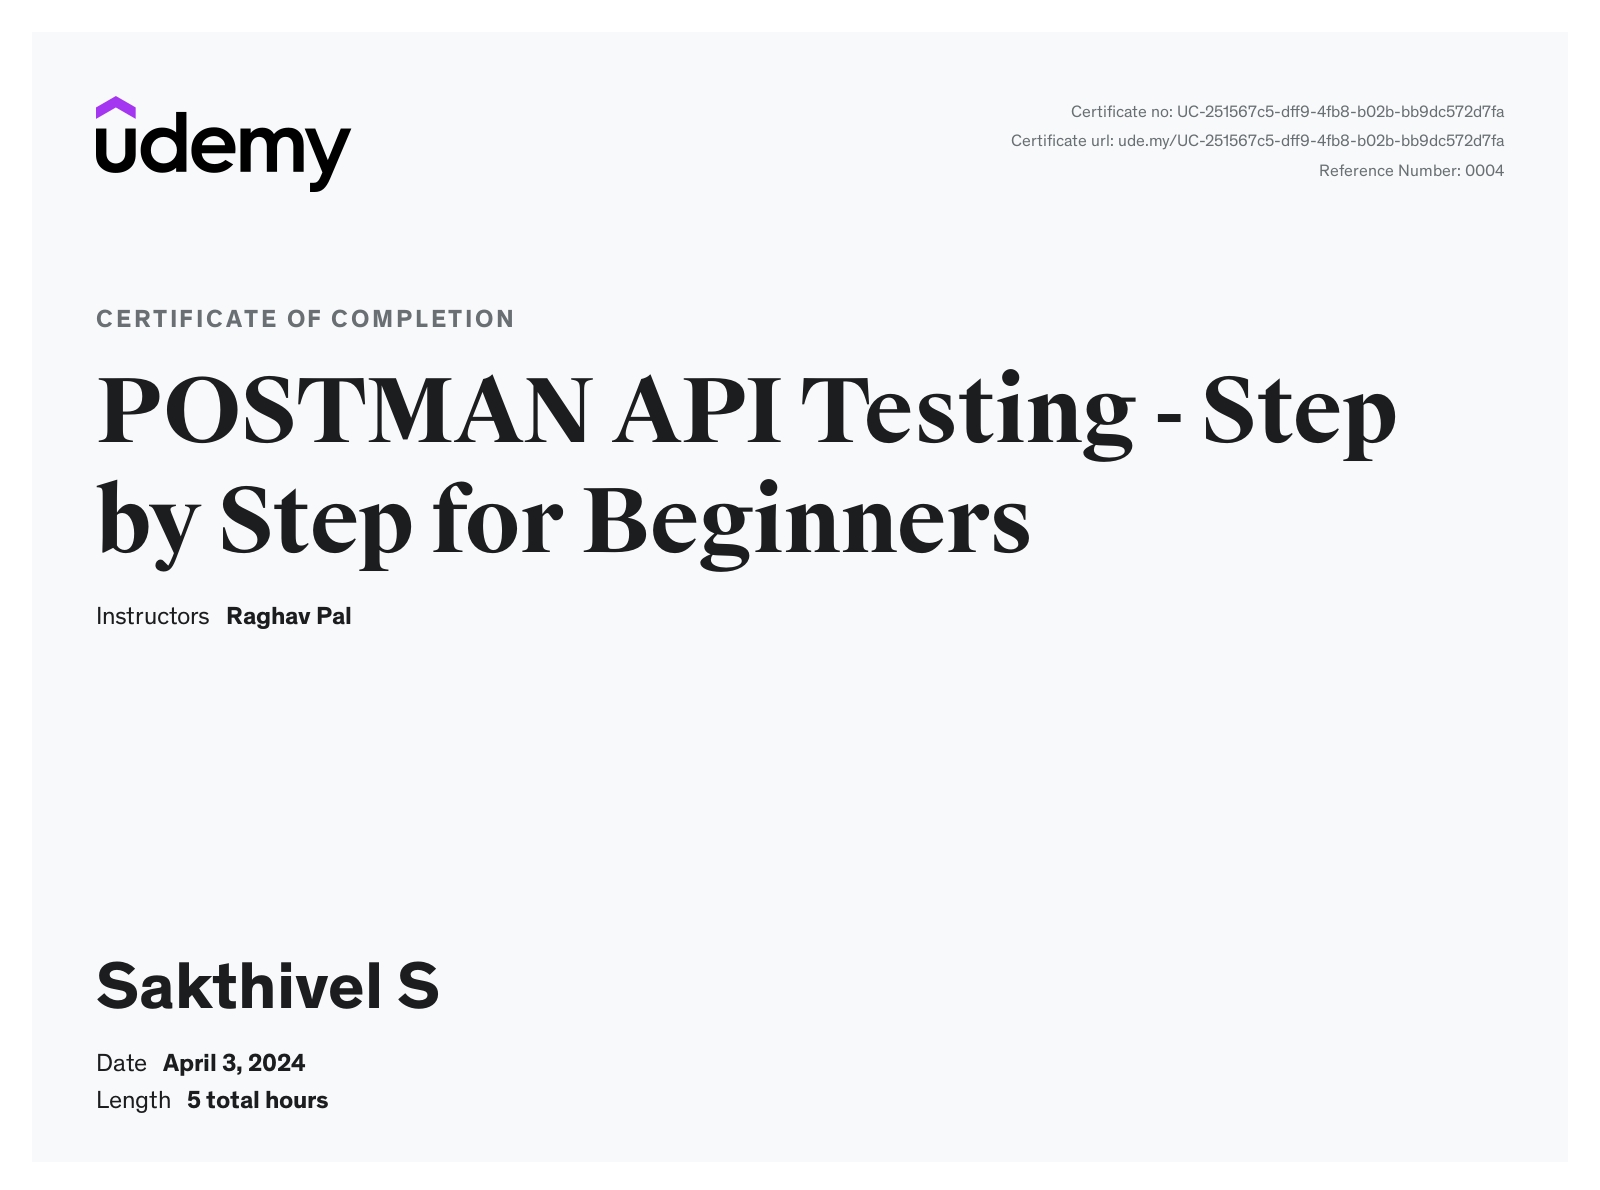 udemy
Certificate no: UC-251567c5-dff9-4fb8-b02b-bb9dc572d7fa
Certificate url: ude.my/UC-251567c5-dff9-4fb8-b02b-bb9dc572d7fa
Reference Number: 0004
CERTIFICATE OF COMPLETION
POSTMAN API Testing - Step
by Step for Beginners
Instructors Raghav Pal
Sakthivel S
Date April 3, 2024
Length 5 total hours